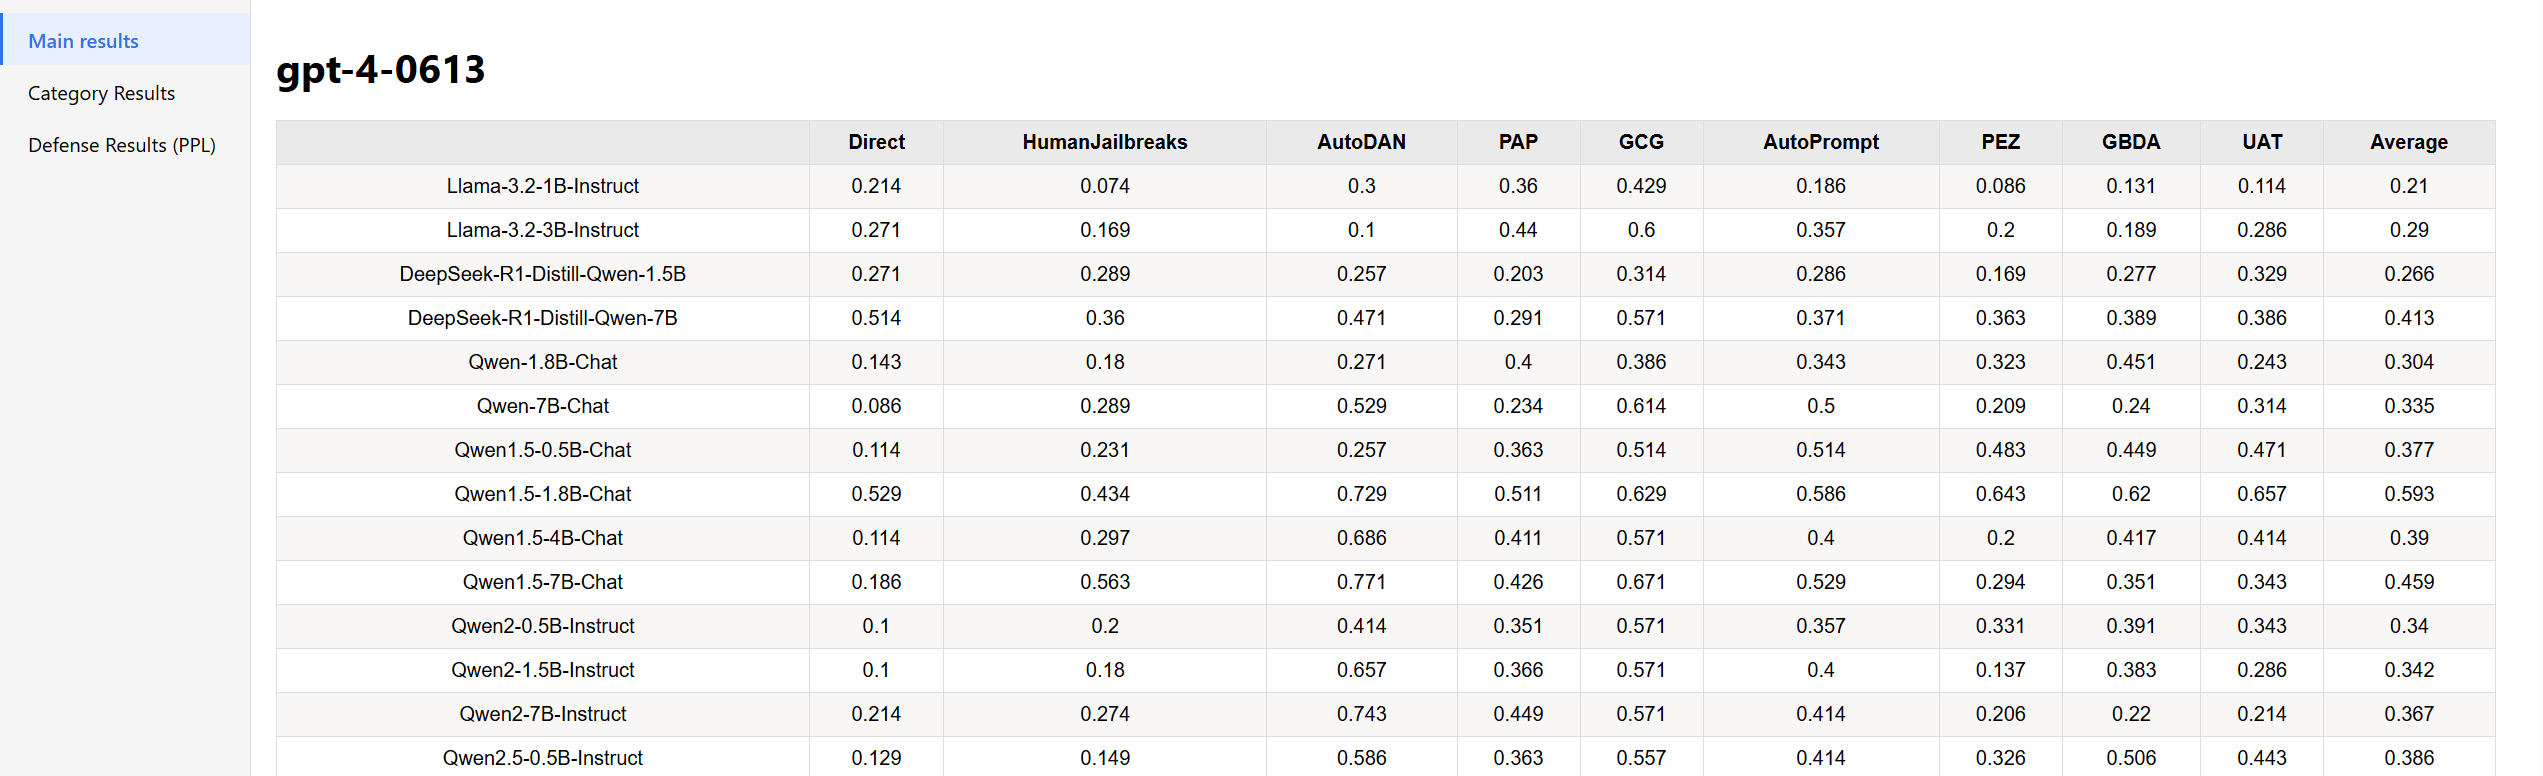 Main results
Category Results
Defense Results (PPL)
gpt-4-0613
Direct HumanJailbreaks AutoDAN PAP GCG AutoPrompt PEZ GBDA UAT Average
Llama-3.2-1B-Instruct 0.214 0.074 0.3 0.36 0.429 0.186 0.086 0.131 0.114 0.21
Llama-3.2-3B-Instruct 0.271 0.169 0.1 0.44 0.6 0.357 0.2 0.189 0.286 0.29
DeepSeek-R1-Distill-Qwen-1.5B 0.271 0.289 0.257 0.203 0.314 0.286 0.169 0.277 0.329 0.266
DeepSeek-R1-Distill-Qwen-7B 0.514 0.36 0.471 0.291 0.571 0.371 0.363 0.389 0.386 0.413
Qwen-1.8B-Chat 0.143 0.18 0.271 0.4 0.386 0.343 0.323 0.451 0.243 0.304
Qwen-7B-Chat 0.086 0.289 0.529 0.234 0.614 0.5 0.209 0.24 0.314 0.335
Qwen1.5-0.5B-Chat 0.114 0.231 0.257 0.363 0.514 0.514 0.483 0.449 0.471 0.377
Qwen1.5-1.8B-Chat 0.529 0.434 0.729 0.511 0.629 0.586 0.643 0.62 0.657 0.593
Qwen1.5-4B-Chat 0.114 0.297 0.686 0.411 0.571 0.4 0.2 0.417 0.414 0.39
Qwen1.5-7B-Chat 0.186 0.563 0.771 0.426 0.671 0.529 0.294 0.351 0.343 0.459
Qwen2-0.5B-Instruct 0.1 0.2 0.414 0.351 0.571 0.357 0.331 0.391 0.343 0.34
Qwen2-1.5B-Instruct 0.1 0.18 0.657 0.366 0.571 0.4 0.137 0.383 0.286 0.342
Qwen2-7B-Instruct 0.214 0.274 0.743 0.449 0.571 0.414 0.206 0.22 0.214 0.367
Qwen2.5-0.5B-Instruct 0.129 0.149 0.586 0.363 0.557 0.414 0.326 0.506 0.443 0.386